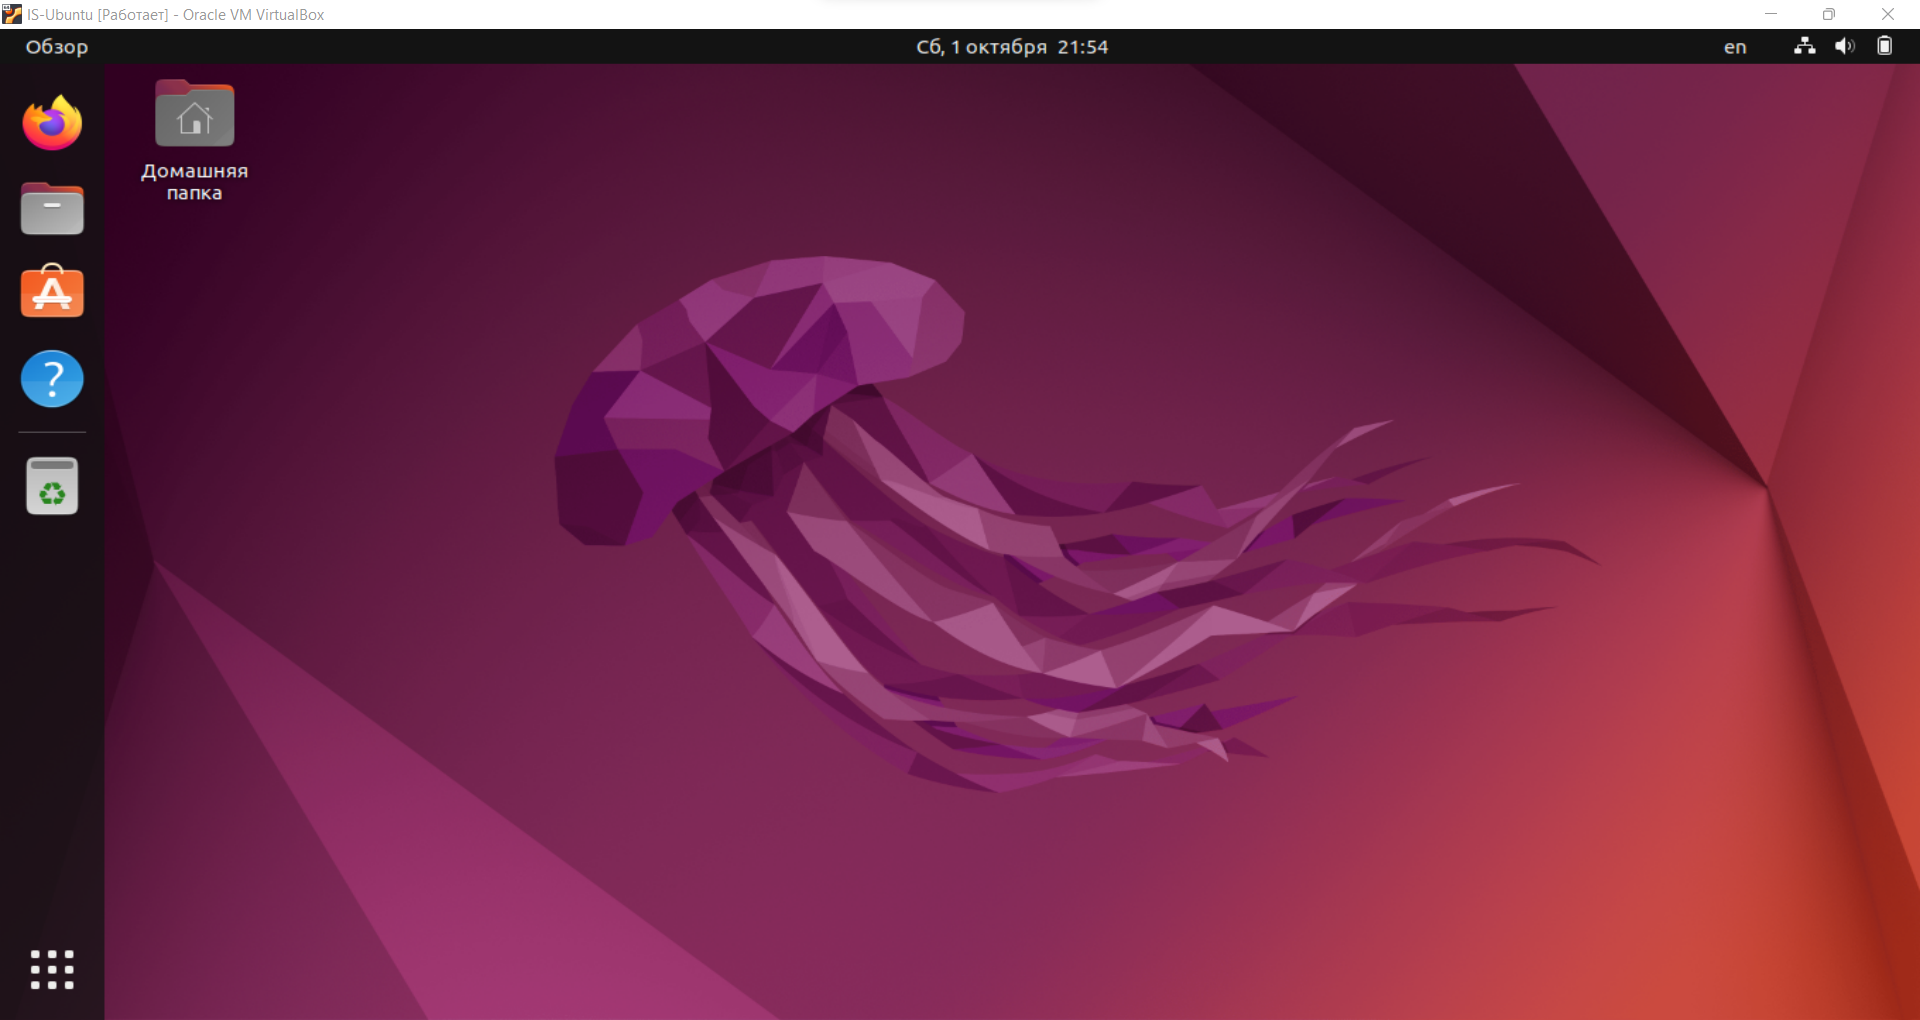 IS-Ubuntu [Работает] - Oracle VM VirtualBox
Обзор
Сб, 1 октября 21:54
en
Домашняя
папка